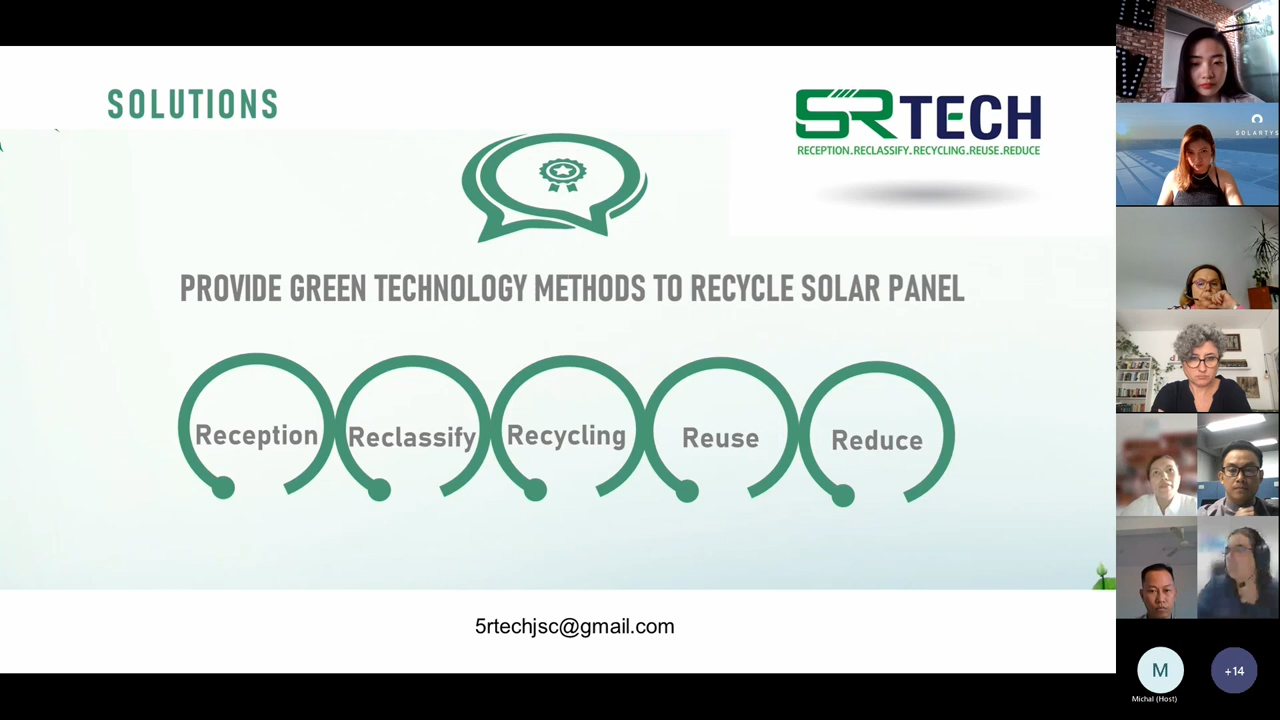 SOLUTIONS
5RTECH
RECEPTION.RECLASSIFY.RECYCLING.REUSE.REDUCE
PROVIDE GREEN TECHNOLOGY METHODS TO RECYCLE SOLAR PANEL
Reception Reclassify Recycling Reuse Reduce
5rtechjsc@gmail.com
SOLARTYS
M
+14
Michal (Host)